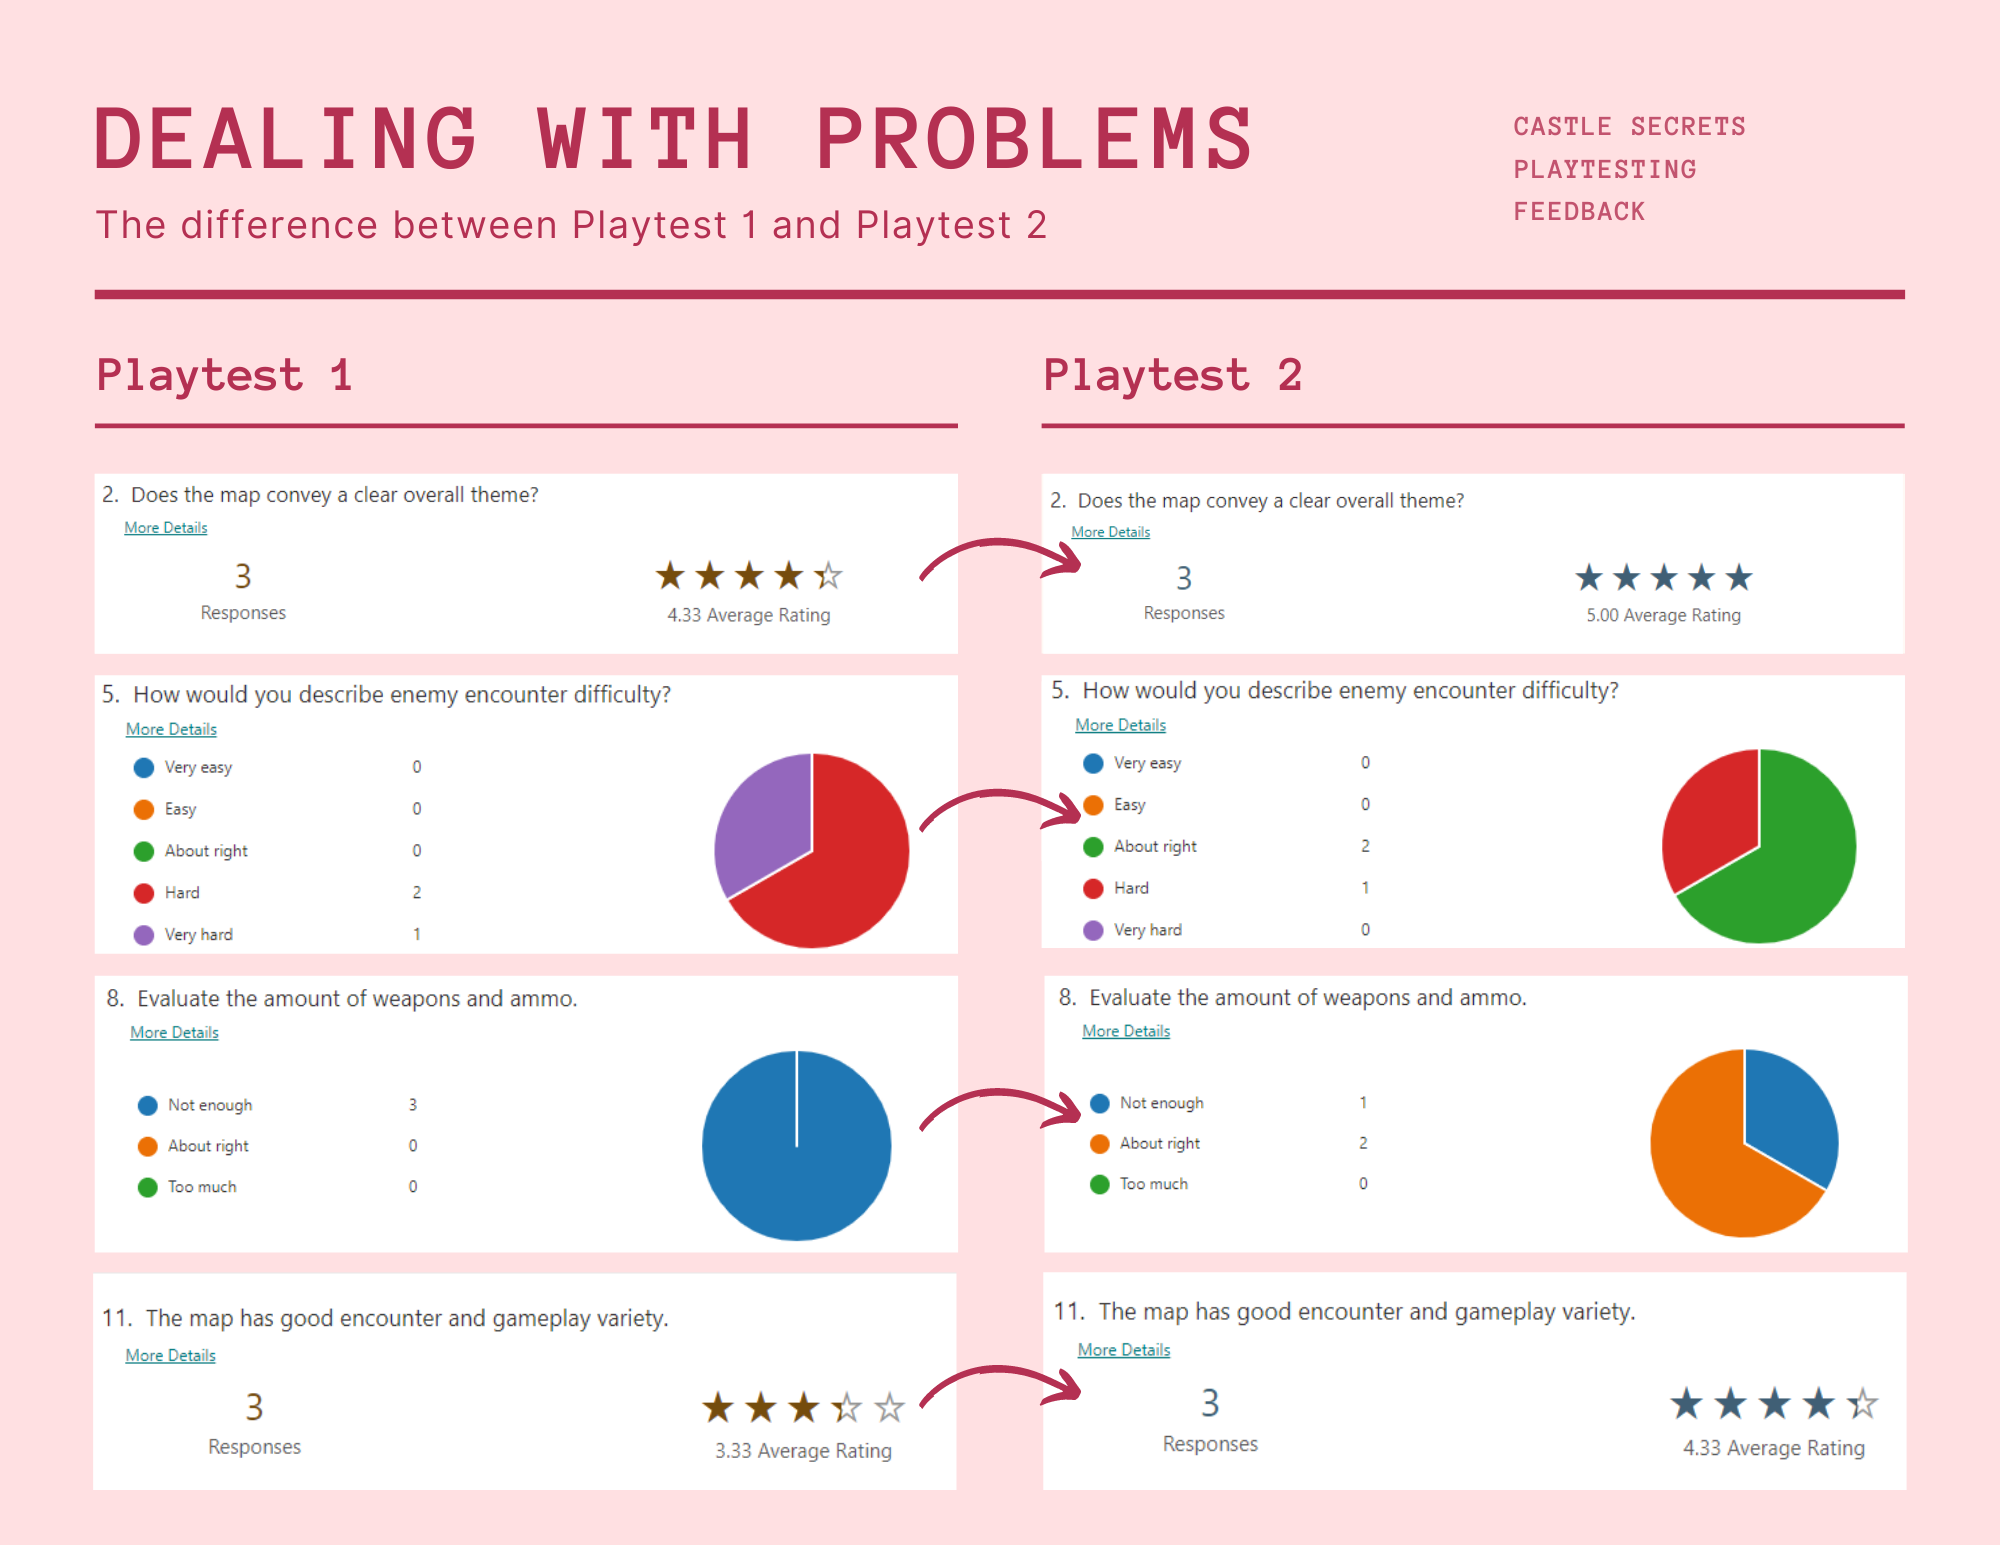 DEALING WITH PROBLEMS
The difference between Playtest 1 and Playtest 2
CASTLE SECRETS
PLAYTESTING
FEEDBACK
Playtest 1
2. Does the map convey a clear overall theme?
More Details
3
Responses
4.33 Average Rating
5. How would you describe enemy encounter difficulty?
More Details
Very easy 0
Easy 0
About right 0
Hard 2
Very hard 1
8. Evaluate the amount of weapons and ammo.
More Details
Not enough 3
About right 0
Too much 0
11. The map has good encounter and gameplay variety.
More Details
3
Responses
3.33 Average Rating
Playtest 2
2. Does the map convey a clear overall theme?
More Details
3
Responses
5.00 Average Rating
5. How would you describe enemy encounter difficulty?
More Details
Very easy 0
Easy 0
About right 2
Hard 1
Very hard 0
8. Evaluate the amount of weapons and ammo.
More Details
Not enough 1
About right 2
Too much 0
11. The map has good encounter and gameplay variety.
More Details
3
Responses
4.33 Average Rating